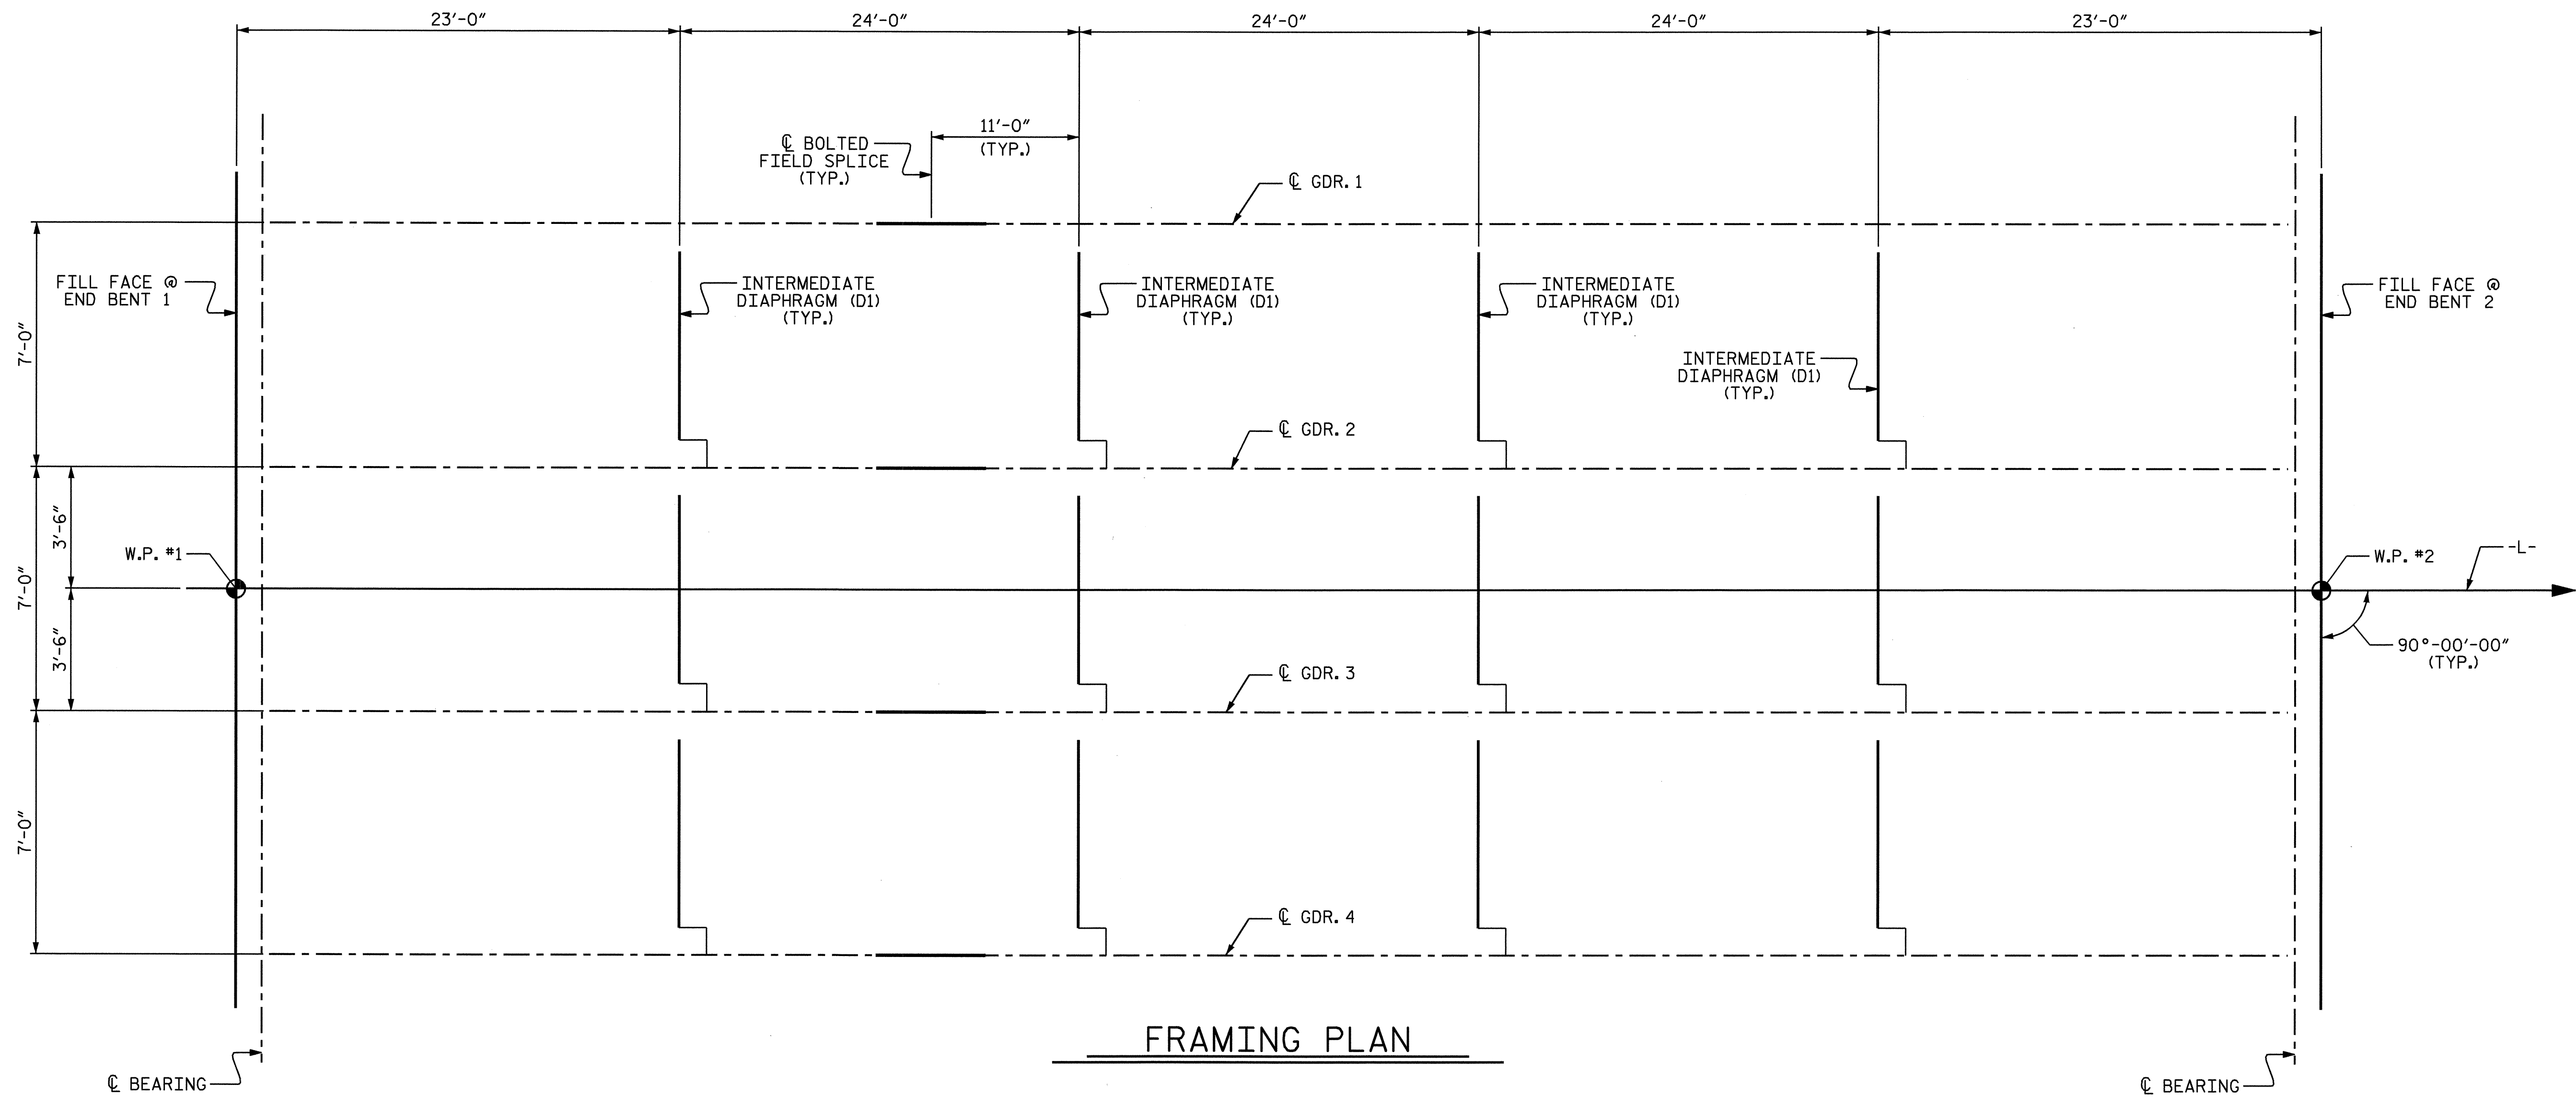 23'-0"
24'-0"
24'-0"
24'-0"
23'-0"
11'-0"
(TYP.)
℄ BOLTED
FIELD SPLICE
(TYP.)
℄ GDR. 1
FILL FACE @
END BENT 1
INTERMEDIATE
DIAPHRAGM (D1)
(TYP.)
INTERMEDIATE
DIAPHRAGM (D1)
(TYP.)
INTERMEDIATE
DIAPHRAGM (D1)
(TYP.)
INTERMEDIATE
DIAPHRAGM (D1)
(TYP.)
FILL FACE @
END BENT 2
7'-0"
℄ GDR. 2
3'-6"
7'-0"
3'-6"
W.P. #1
W.P. #2
-L-
90°-00'-00"
(TYP.)
℄ GDR. 3
7'-0"
℄ GDR. 4
FRAMING PLAN
℄ BEARING
℄ BEARING